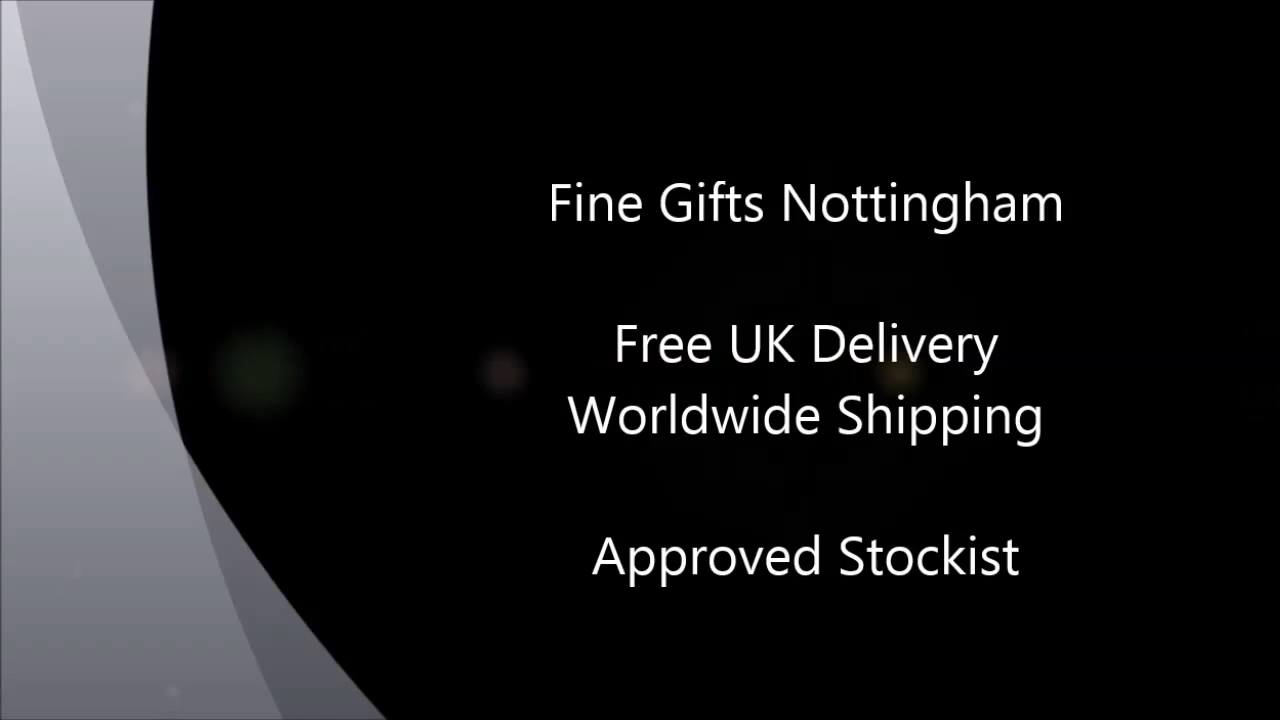 Fine Gifts Nottingham
Free UK Delivery
Worldwide Shipping
Approved Stockist